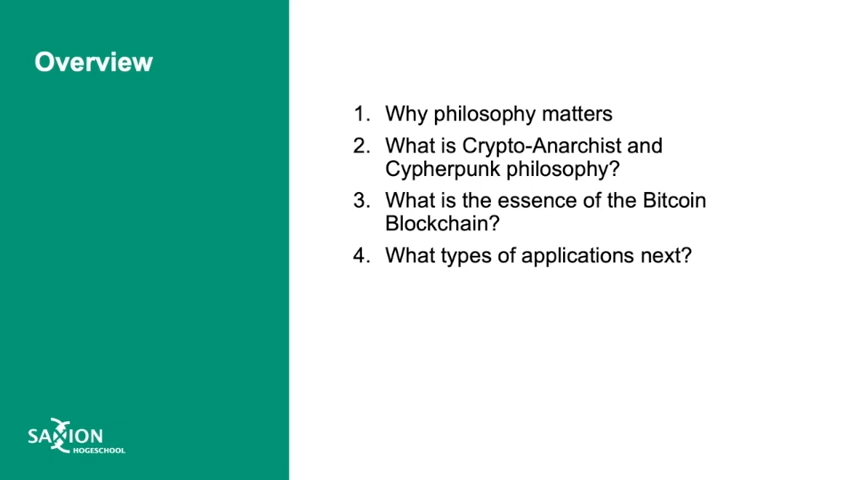 Overview
1. Why philosophy matters
2. What is Crypto-Anarchist and
Cypherpunk philosophy?
3. What is the essence of the Bitcoin
Blockchain?
4. What types of applications next?
SAXION
HOGESCHOOL